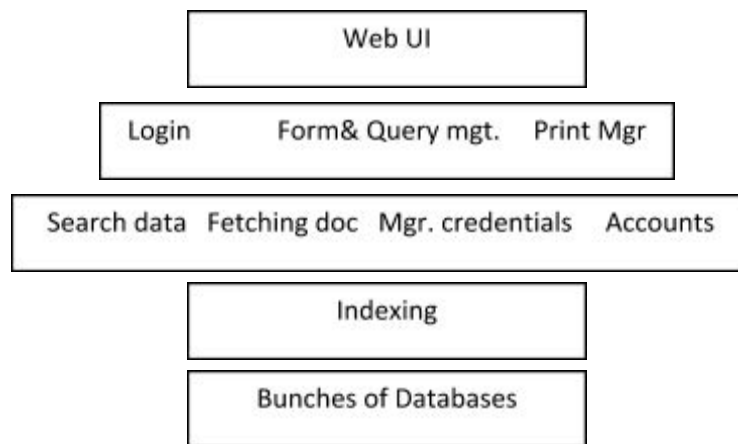 Web UI
Login Form& Query mgt. Print Mgr
Search data Fetching doc Mgr. credentials Accounts
Indexing
Bunches of Databases